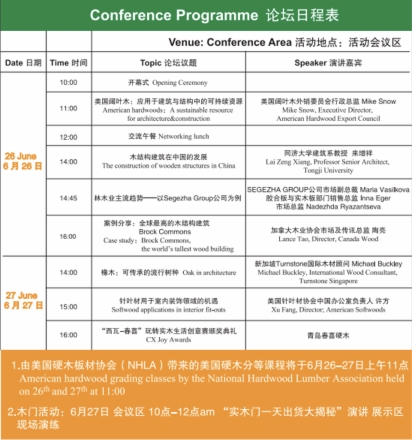 Conference Programme 论坛日程表
Venue: Conference Area 活动地点：活动会议区
Date 日期 Time 时间 Topic 论坛议题 Speaker 演讲嘉宾
26 June
6 月 26 日
10:00 开幕式 Opening Ceremony
11:00
美国阔叶木：应用于建筑与结构中的可持续资源
American hardwoods: A sustainable resource
for architecture&construction
美国阔叶木外销委员会行政总监 Mike Snow
Mike Snow, Executive Director,
American Hardwood Export Council
12:00 交流午餐 Networking lunch
14:00
木结构建筑在中国的发展
The construction of wooden structures in China
同济大学建筑系教授 来增祥
Lai Zeng Xiang, Professor Senior Architect,
Tongji University
14:45 林木业主流趋势——以Segezha Group公司为例
SEGEZHA GROUP公司市场副总裁 Maria Vasilkova
胶合板与实木板部门销售总监 Inna Eger
市场总监 Nadezhda Ryazantseva
16:00
案例分享：全球最高的木结构建筑
Brock Commons
Case study：Brock Commons,
the world's tallest wood building
加拿大木业协会市场及传讯总监 陶亮
Lance Tao, Director, Canada Wood
27 June
6 月 27 日
14:00 橡木：可传承的流行树种 Oak in architecture
新加坡Turnstone国际木材顾问 Michael Buckley
Michael Buckley, International Wood Consultant,
Turnstone Singapore
15:00
针叶材用于室内装饰领域的机遇
Softwood applications in interior fit-outs
美国针叶材协会中国办公室负责人 许方
Xu Fang, Director; American Softwoods
16:00
“西瓦–春喜”玩转实木生活创意赛颁奖典礼
CX Joy Awards
青岛春喜硬木
1.由美国硬木板材协会（NHLA）带来的美国硬木分等课程将于6月26–27日上午11点
American hardwood grading classes by the National Hardwood Lumber Association held
on 26th and 27th at 11:00
2.木门活动：6月27日 会议区 10点–12点am “实木门一天出货大揭秘”演讲 展示区
现场演练